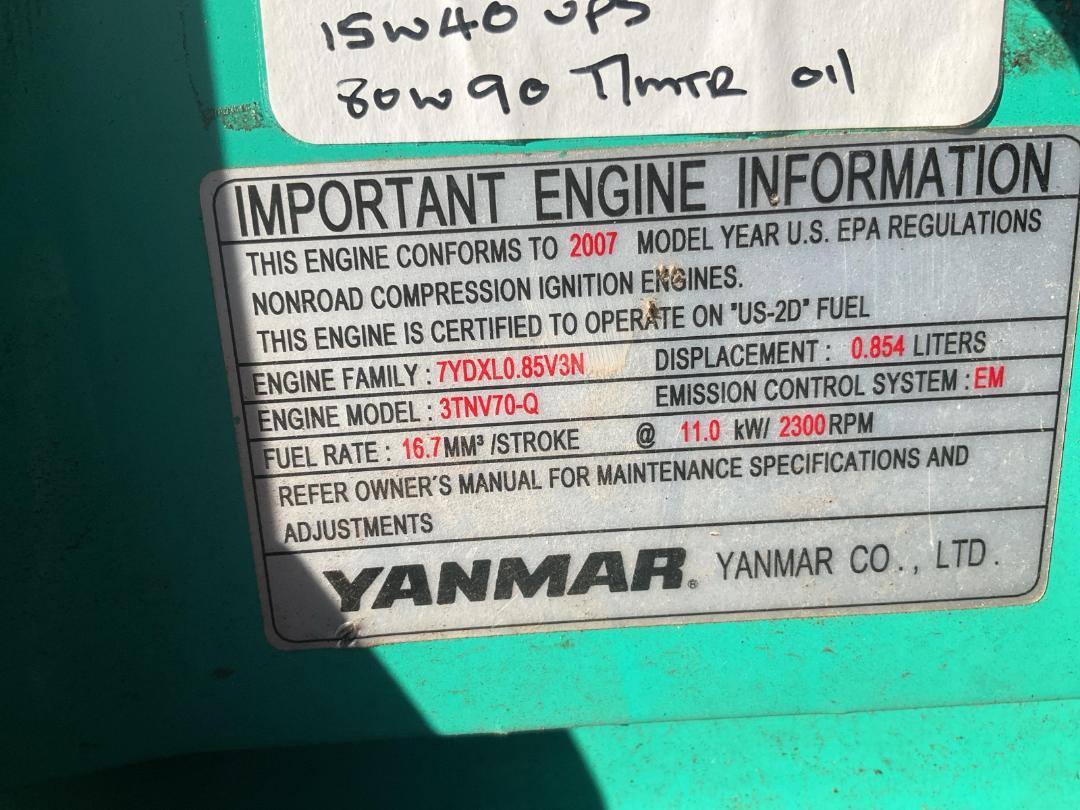 15W40 UPS
80W90 T/MTR OIL
IMPORTANT ENGINE INFORMATION
THIS ENGINE CONFORMS TO 2007 MODEL YEAR U.S. EPA REGULATIONS
NONROAD COMPRESSION IGNITION ENGINES.
THIS ENGINE IS CERTIFIED TO OPERATE ON "US-2D" FUEL
ENGINE FAMILY : 7YDXL0.85V3N DISPLACEMENT : 0.854 LITERS
ENGINE MODEL : 3TNV70-Q EMISSION CONTROL SYSTEM : EM
FUEL RATE : 16.7 MM³ /STROKE @ 11.0 kW/ 2300 RPM
REFER OWNER'S MANUAL FOR MAINTENANCE SPECIFICATIONS AND
ADJUSTMENTS
YANMAR® YANMAR CO., LTD.